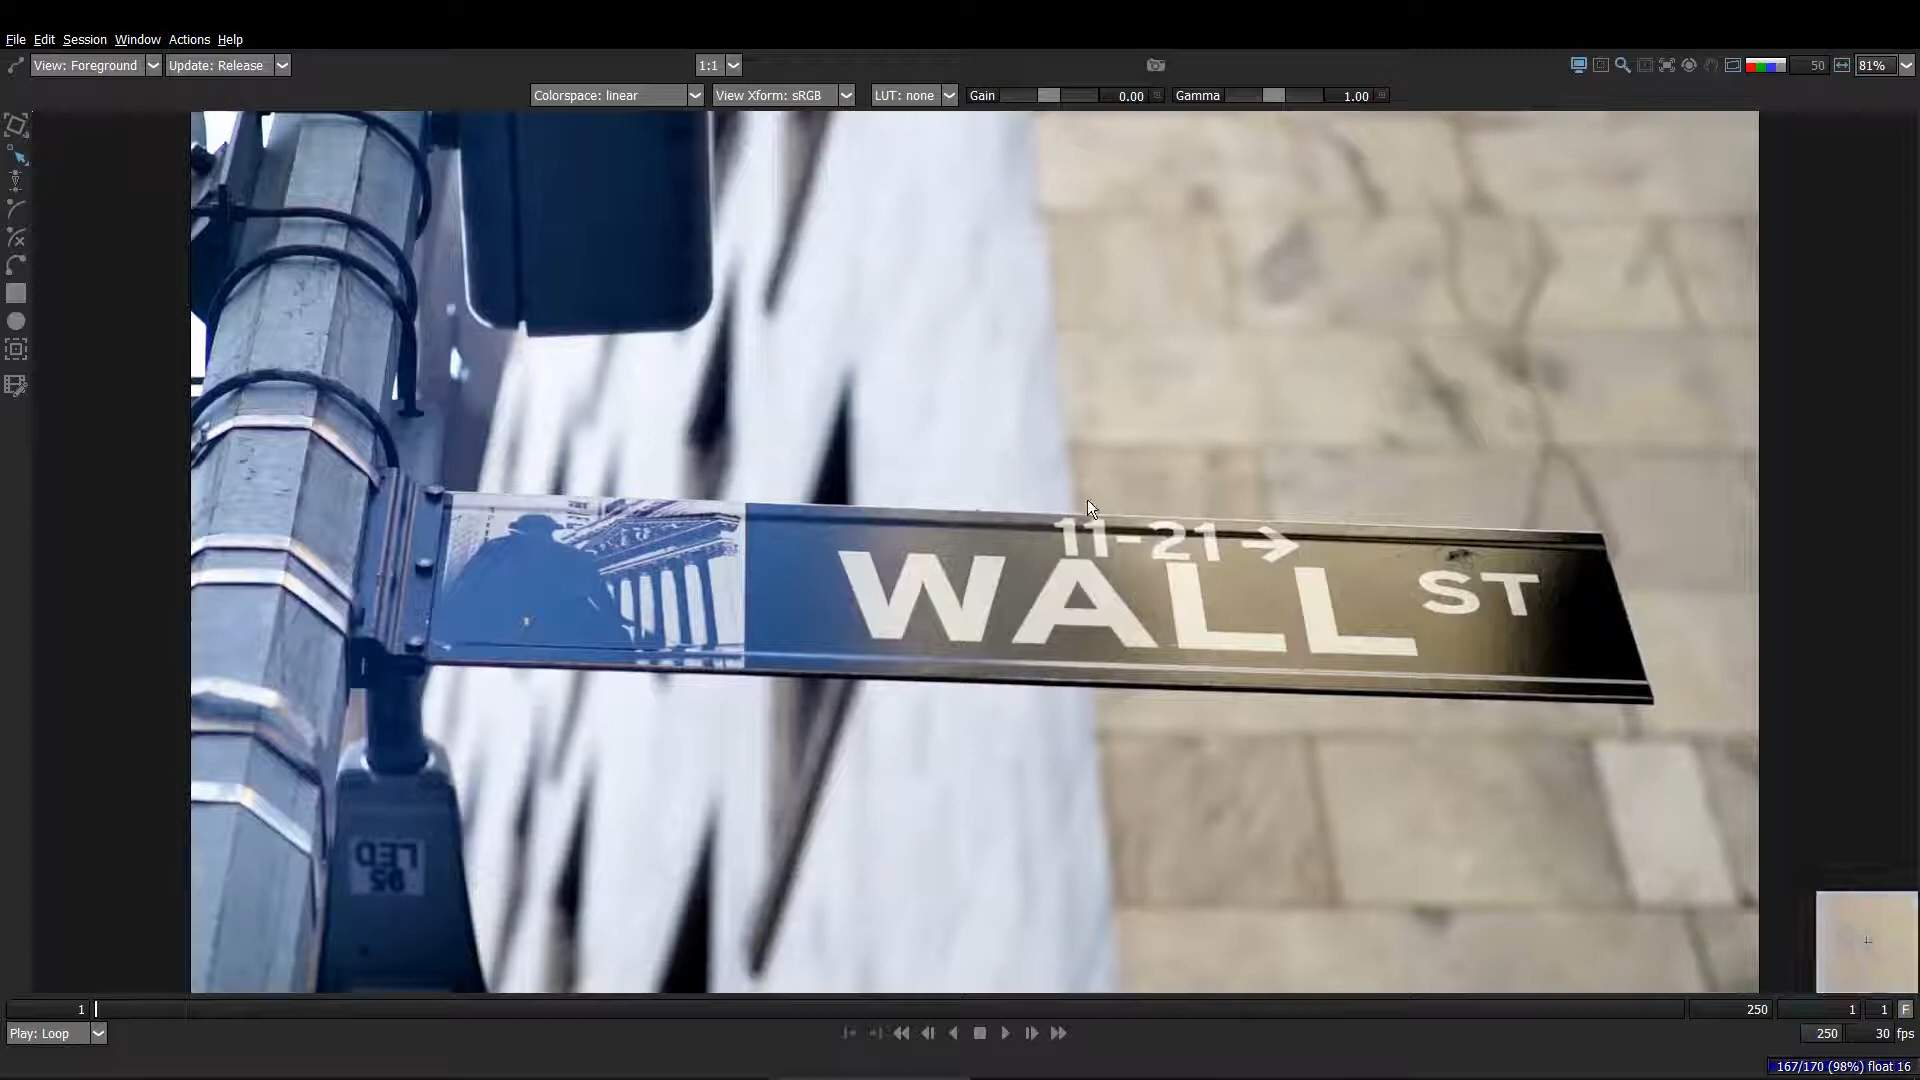 File Edit Session Window Actions Help
View: Foreground Update: Release 1:1 50 81%
Colorspace: linear View Xform: sRGB LUT: none Gain 0.00 Gamma 1.00
11-21 →
WALL ST
LED
92
1 250 1 1 F
Play: Loop 250 30 fps
167/170 (98%) float 16